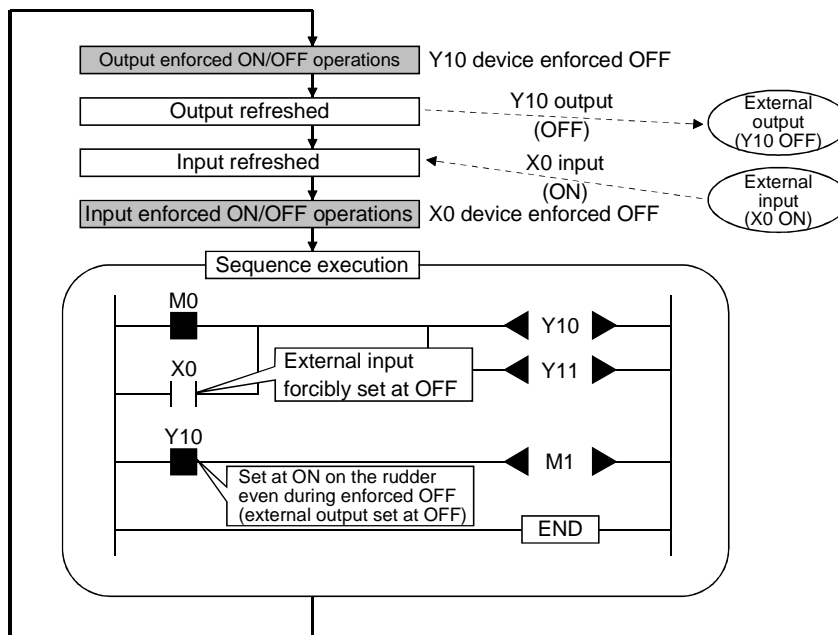 Output enforced ON/OFF operations
Y10 device enforced OFF
Output refreshed
Y10 output
(OFF)
External
output
(Y10 OFF)
Input refreshed
X0 input
(ON)
External
input
(X0 ON)
Input enforced ON/OFF operations
X0 device enforced OFF
Sequence execution
M0
Y10
X0
External input
forcibly set at OFF
Y11
Y10
M1
Set at ON on the rudder
even during enforced OFF
(external output set at OFF)
END